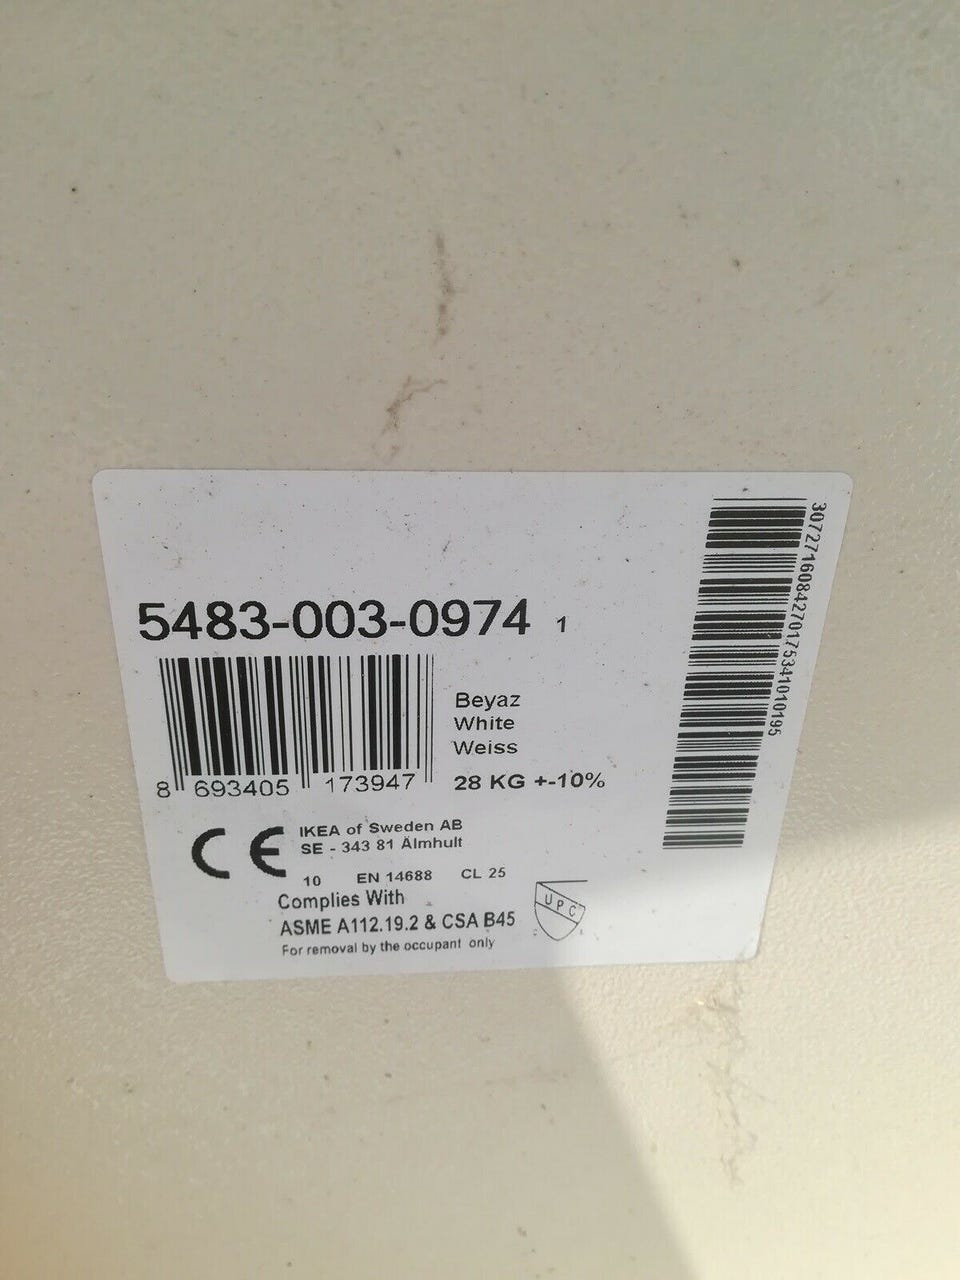 5483-003-0974 1
8 693405 173947
Beyaz
White
Weiss
28 KG +-10%
CE
IKEA of Sweden AB
SE - 343 81 Älmhult
10 EN 14688 CL 25
Complies With
ASME A112.19.2 & CSA B45
For removal by the occupant only
UPC
3072716084270175341010195